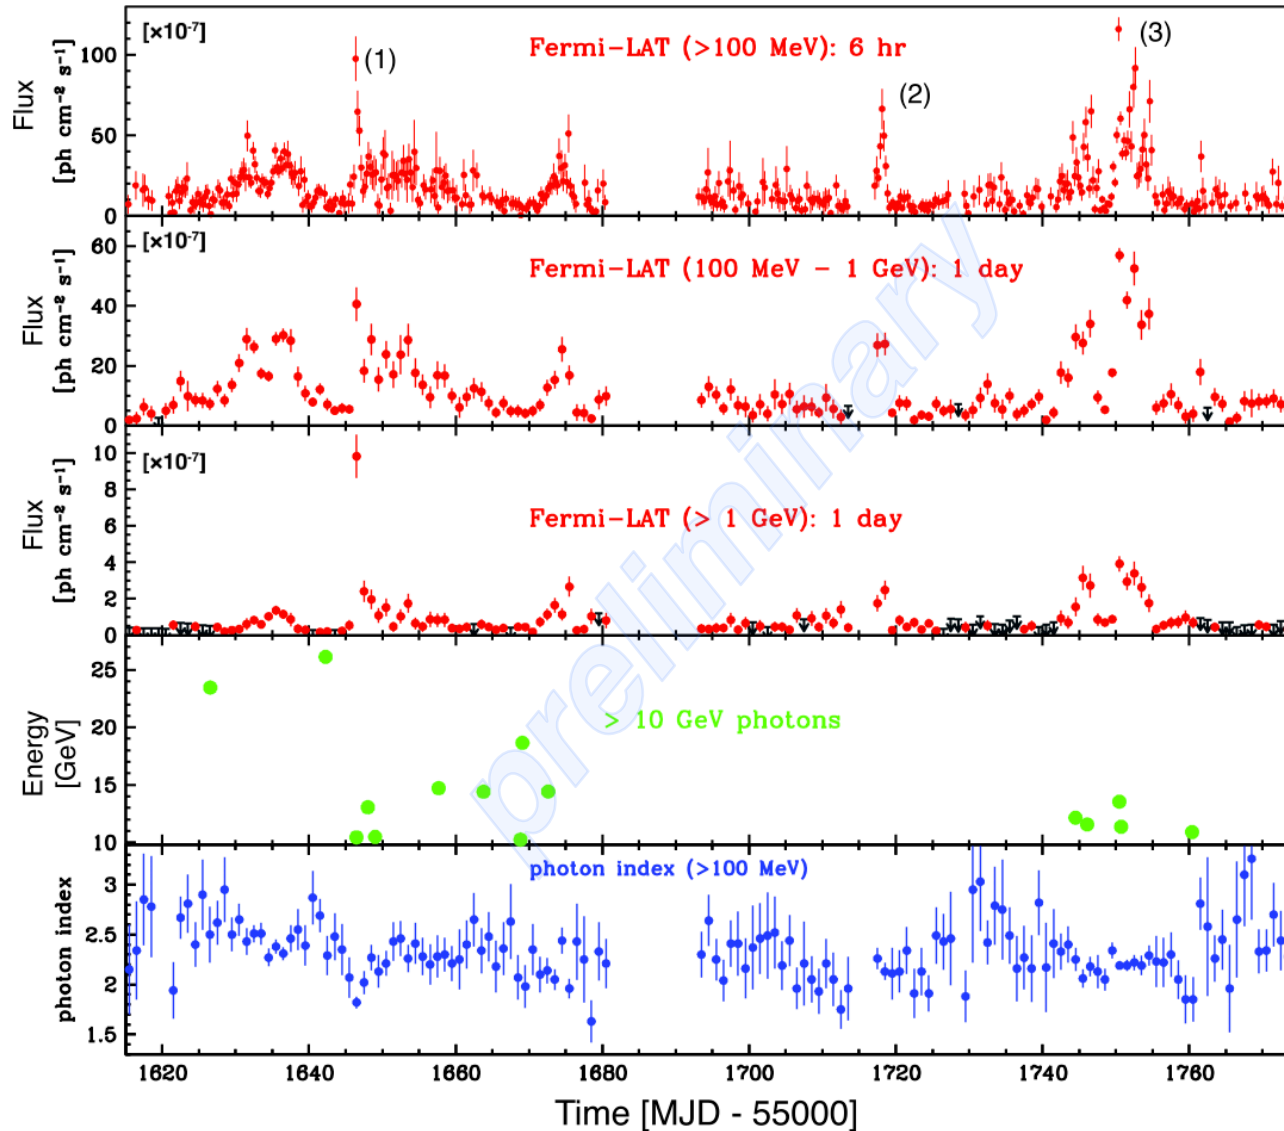 [×10⁻⁷]
Fermi-LAT (>100 MeV): 6 hr
(1)
(2)
(3)
Flux
[ph cm⁻² s⁻¹]
100
50
0
[×10⁻⁷]
Fermi-LAT (100 MeV - 1 GeV): 1 day
Flux
[ph cm⁻² s⁻¹]
60
40
20
0
[×10⁻⁷]
Fermi-LAT (> 1 GeV): 1 day
Flux
[ph cm⁻² s⁻¹]
10
8
6
4
2
0
> 10 GeV photons
Energy
[GeV]
25
20
15
10
photon index (>100 MeV)
photon index
3
2.5
2
1.5
1620 1640 1660 1680 1700 1720 1740 1760
Time [MJD - 55000]
preliminary